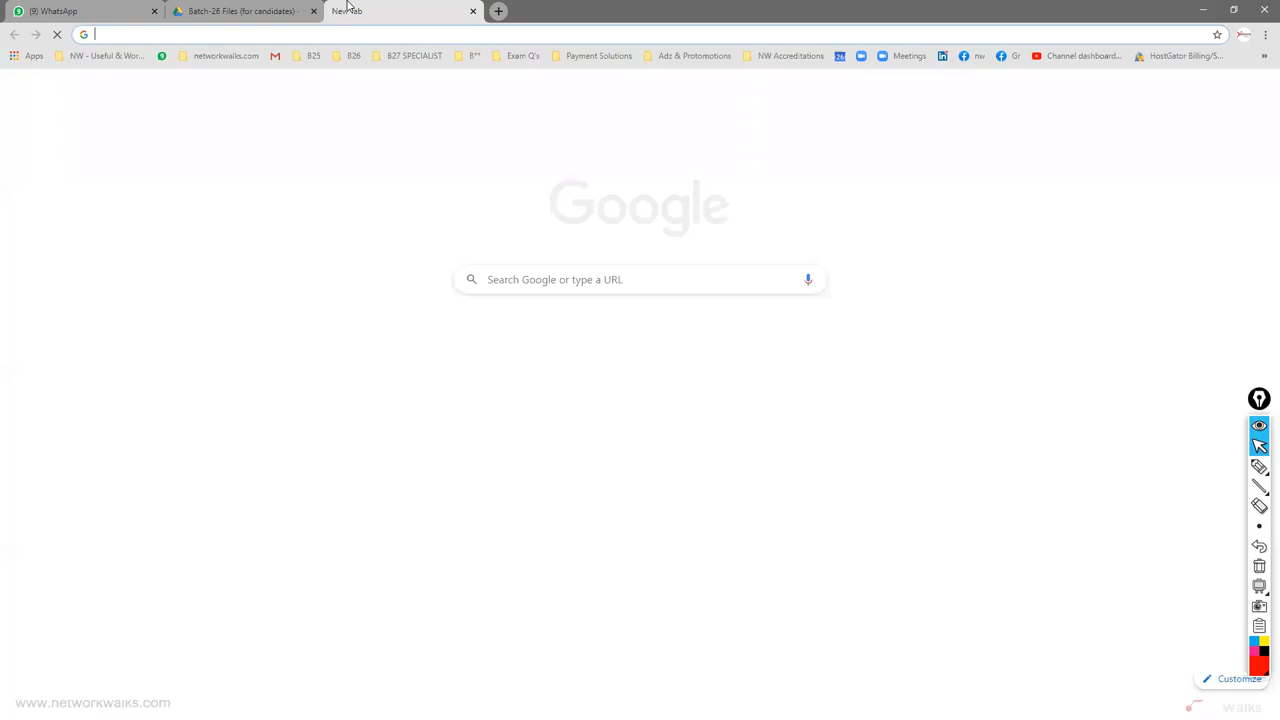 (9) WhatsApp
Batch-26 Files (for candidates) -
New Tab
Apps NW - Useful & Wor... networkwalks.com B25 B26 B27 SPECIALIST B** Exam Q's Payment Solutions Adz & Protomotions NW Accreditations 26 Meetings nw Gr Channel dashboard... HostGator Billing/S...
Google
Search Google or type a URL
Customize
www.networkwalks.com
Walks